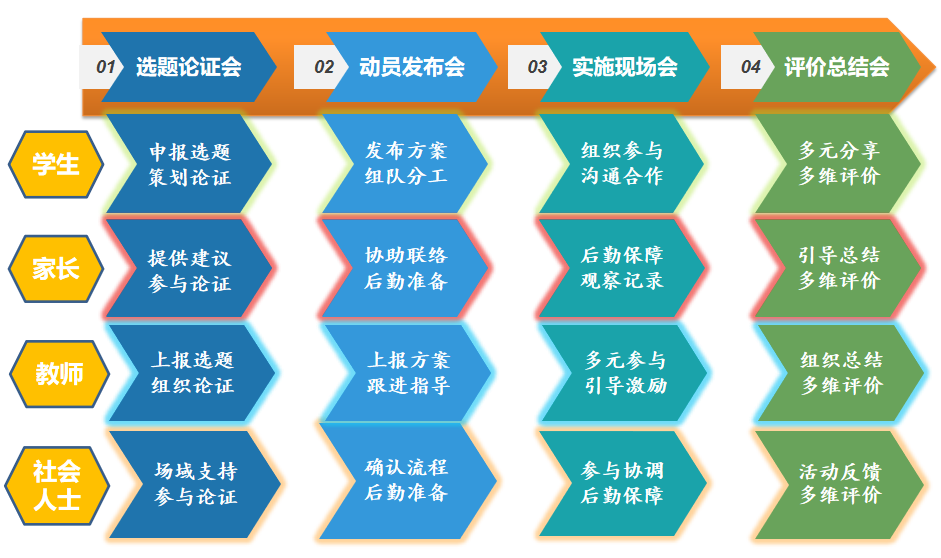 01 选题论证会
02 动员发布会
03 实施现场会
04 评价总结会
学生
申报选题
策划论证
发布方案
组队分工
组织参与
沟通合作
多元分享
多维评价
家长
提供建议
参与论证
协助联络
后勤准备
后勤保障
观察记录
引导总结
多维评价
教师
上报选题
组织论证
上报方案
跟进指导
多元参与
引导激励
组织总结
多维评价
社会
人士
场域支持
参与论证
确认流程
后勤准备
参与协调
后勤保障
活动反馈
多维评价